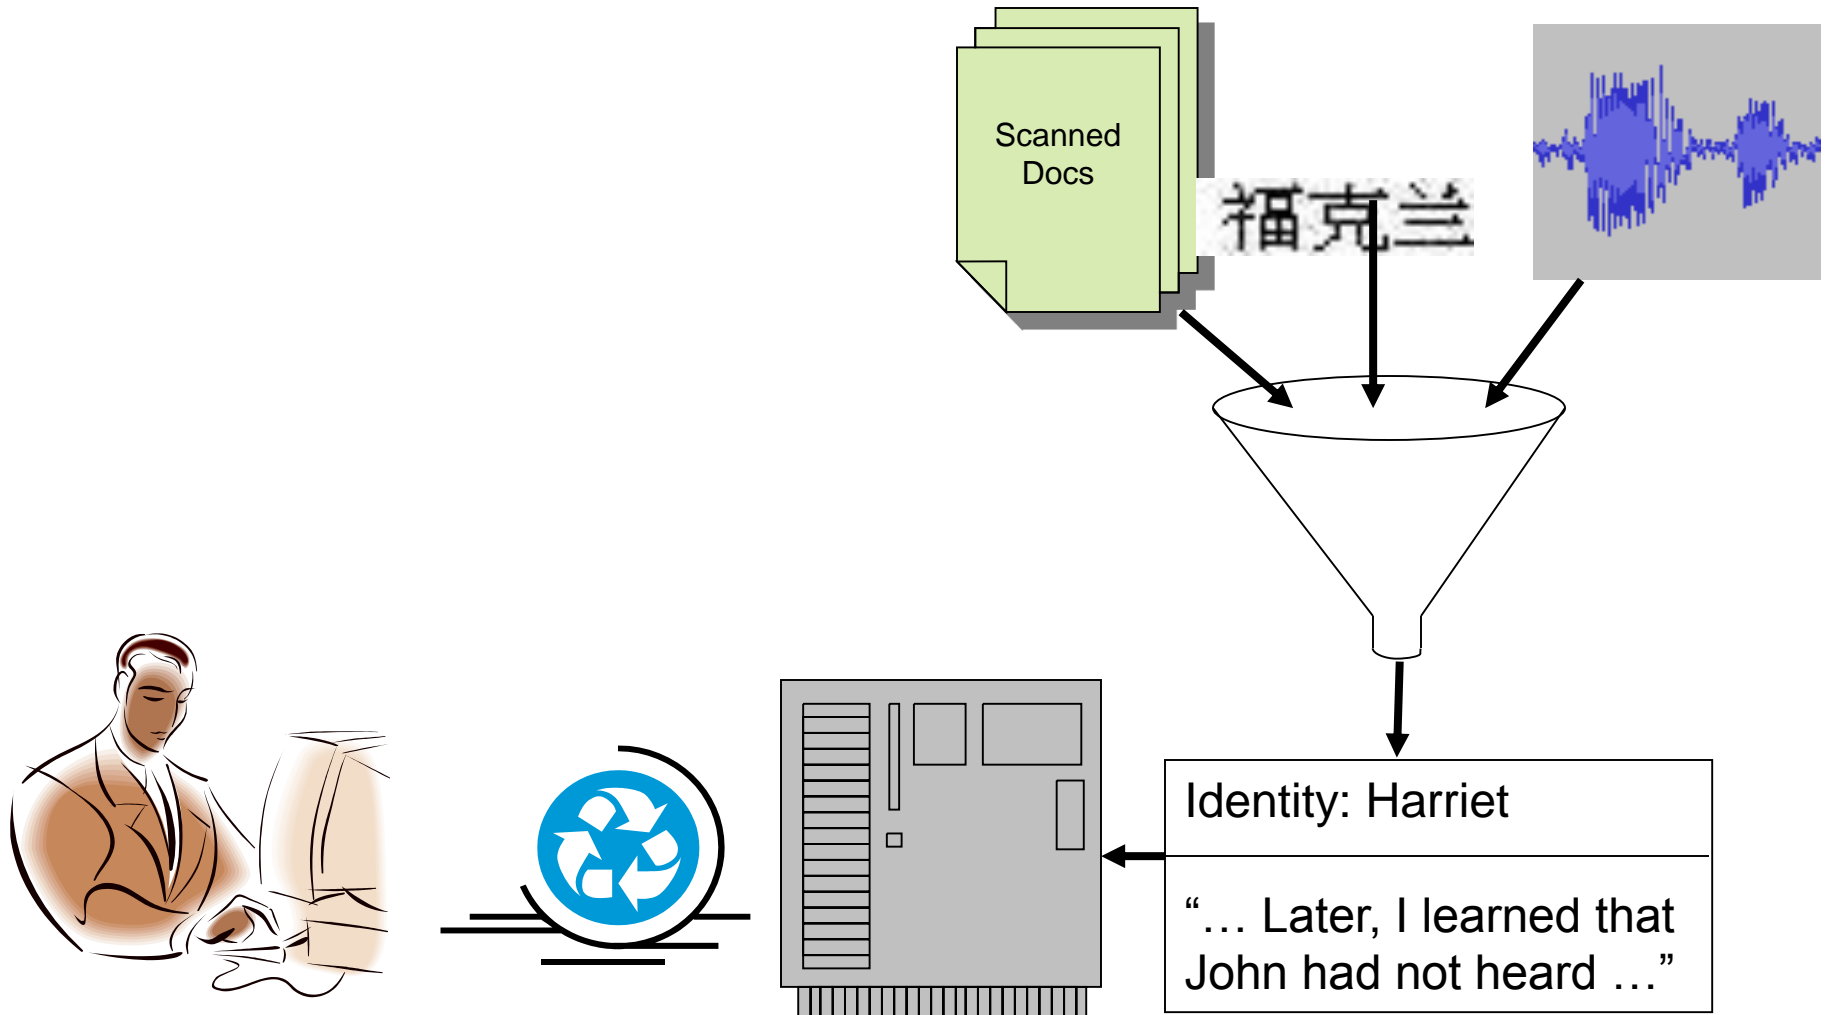 Scanned
Docs
福克兰
Identity: Harriet
“… Later, I learned that
John had not heard …”